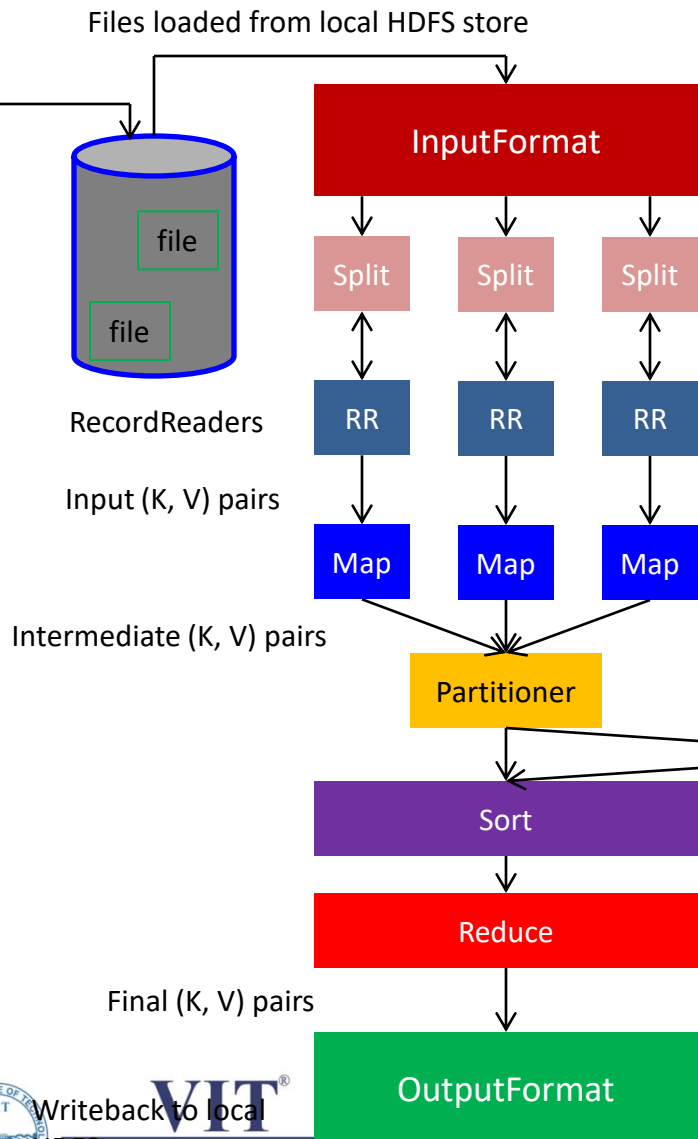 Files loaded from local HDFS store
InputFormat
file
Split Split Split
file
RecordReaders
RR RR RR
Input (K, V) pairs
Map Map Map
Intermediate (K, V) pairs
Partitioner
Sort
Reduce
Final (K, V) pairs
OutputFormat
VIT®
Writeback to local